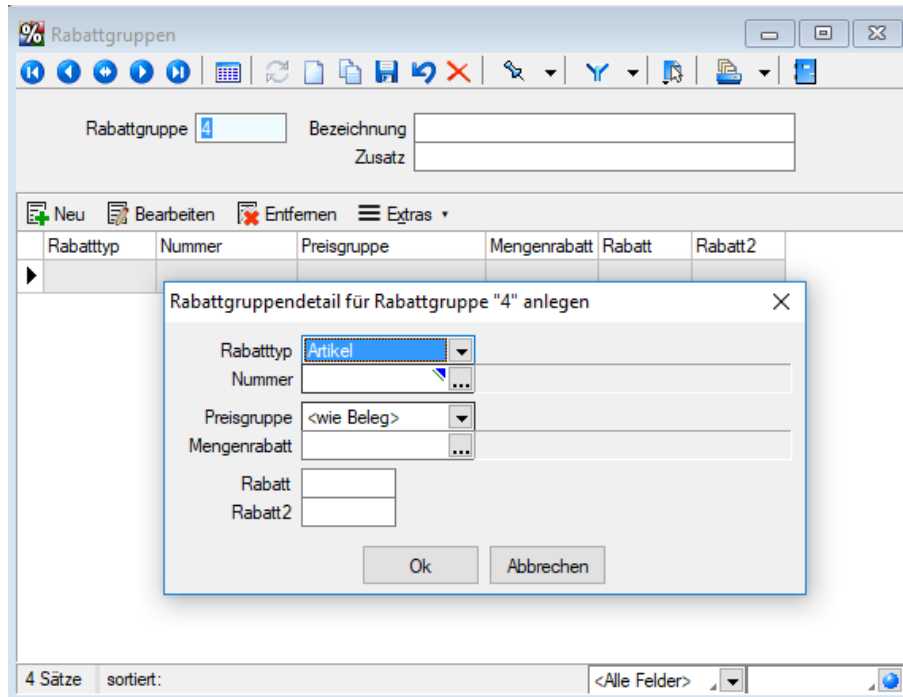 Rabattgruppen
Rabattgruppe 4 Bezeichnung
Zusatz
Neu Bearbeiten Entfernen Extras
Rabatttyp Nummer Preisgruppe Mengenrabatt Rabatt Rabatt2
Rabattgruppendetail für Rabattgruppe "4" anlegen
Rabatttyp Artikel
Nummer ...
Preisgruppe <wie Beleg>
Mengenrabatt ...
Rabatt
Rabatt2
Ok Abbrechen
4 Sätze sortiert: <Alle Felder>